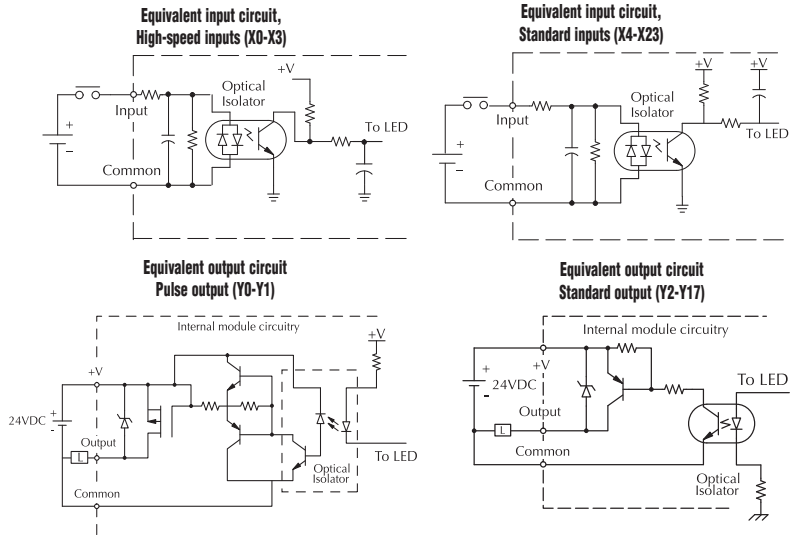 Equivalent input circuit,
High-speed inputs (X0-X3)
+V
Optical
Isolator
Input
To LED
+
−
Common
Equivalent input circuit,
Standard inputs (X4-X23)
+V
+V
Optical
Isolator
Input
To LED
+
−
Common
Equivalent output circuit
Pulse output (Y0-Y1)
Internal module circuitry
+V
+V
24VDC
+
-
Output
L
To LED
Optical
Isolator
Common
Equivalent output circuit
Standard output (Y2-Y17)
Internal module circuitry
+V
+
24VDC
-
To LED
Output
L
Common
Optical
Isolator